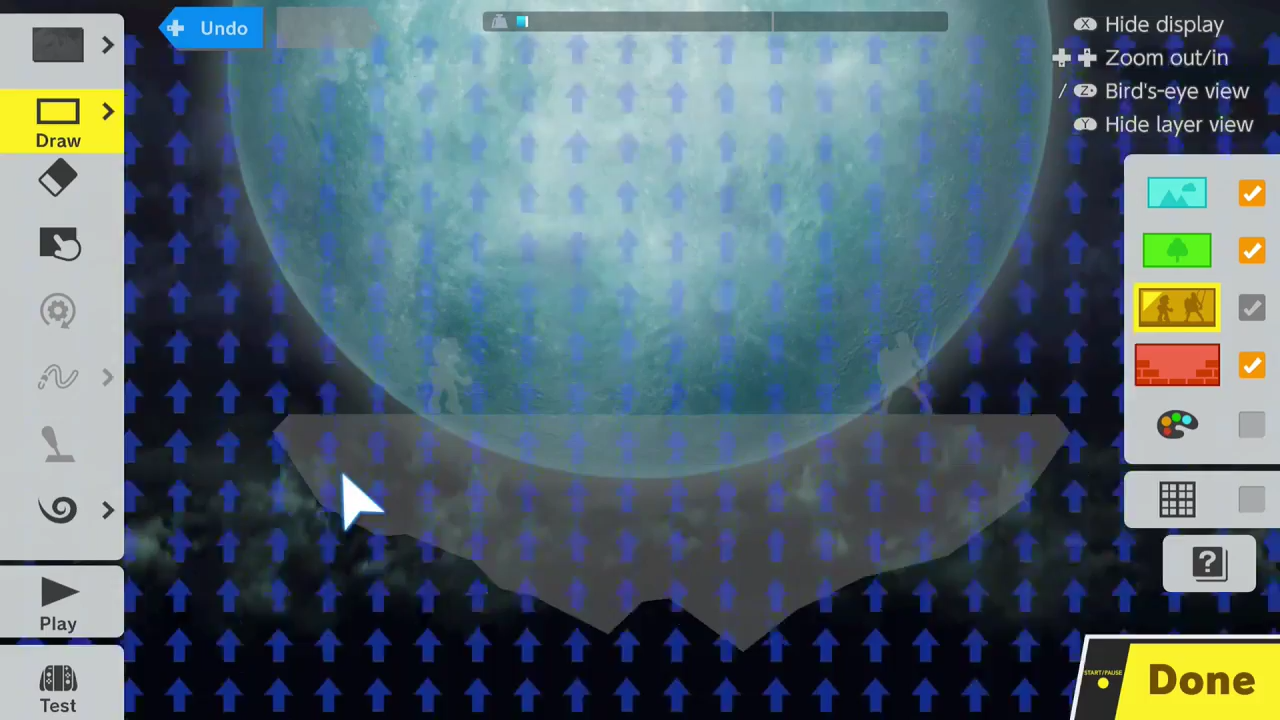 Undo
X Hide display
Zoom out/in
/ Z Bird's-eye view
Y Hide layer view
Draw
?
Play
START/PAUSE
Done
Test